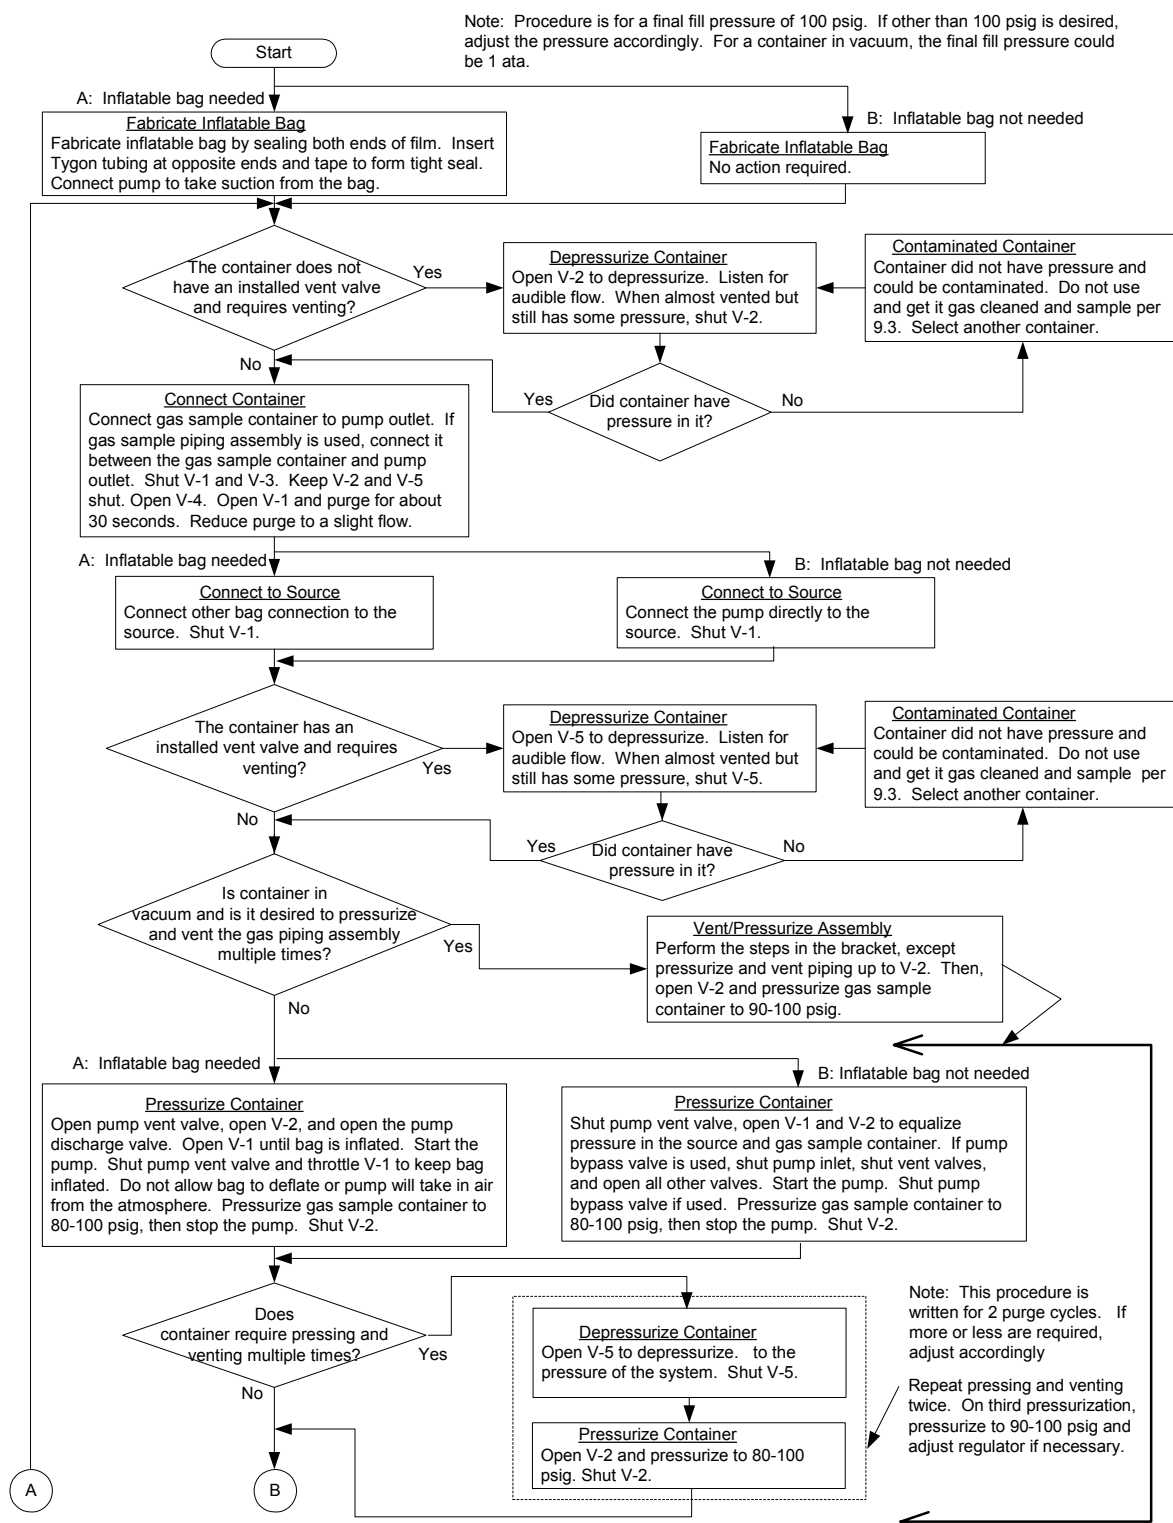 Note: Procedure is for a final fill pressure of 100 psig. If other than 100 psig is desired,
adjust the pressure accordingly. For a container in vacuum, the final fill pressure could
be 1 ata.
Start
A: Inflatable bag needed
B: Inflatable bag not needed
Fabricate Inflatable Bag
Fabricate inflatable bag by sealing both ends of film. Insert
Tygon tubing at opposite ends and tape to form tight seal.
Connect pump to take suction from the bag.
Fabricate Inflatable Bag
No action required.
The container does not
have an installed vent valve
and requires venting?
Yes
No
Depressurize Container
Open V-2 to depressurize. Listen for
audible flow. When almost vented but
still has some pressure, shut V-2.
Contaminated Container
Container did not have pressure and
could be contaminated. Do not use
and get it gas cleaned and sample per
9.3. Select another container.
Did container have
pressure in it?
Yes
No
Connect Container
Connect gas sample container to pump outlet. If
gas sample piping assembly is used, connect it
between the gas sample container and pump
outlet. Shut V-1 and V-3. Keep V-2 and V-5
shut. Open V-4. Open V-1 and purge for about
30 seconds. Reduce purge to a slight flow.
A: Inflatable bag needed
B: Inflatable bag not needed
Connect to Source
Connect other bag connection to the
source. Shut V-1.
Connect to Source
Connect the pump directly to the
source. Shut V-1.
The container has an
installed vent valve and requires
venting?
Yes
No
Depressurize Container
Open V-5 to depressurize. Listen for
audible flow. When almost vented but
still has some pressure, shut V-5.
Contaminated Container
Container did not have pressure and
could be contaminated. Do not use
and get it gas cleaned and sample per
9.3. Select another container.
Did container have
pressure in it?
Yes
No
Is container in
vacuum and is it desired to pressurize
and vent the gas piping assembly
multiple times?
Yes
No
Vent/Pressurize Assembly
Perform the steps in the bracket, except
pressurize and vent piping up to V-2. Then,
open V-2 and pressurize gas sample
container to 90-100 psig.
A: Inflatable bag needed
B: Inflatable bag not needed
Pressurize Container
Open pump vent valve, open V-2, and open the pump
discharge valve. Open V-1 until bag is inflated. Start the
pump. Shut pump vent valve and throttle V-1 to keep bag
inflated. Do not allow bag to deflate or pump will take in air
from the atmosphere. Pressurize gas sample container to
80-100 psig, then stop the pump. Shut V-2.
Pressurize Container
Shut pump vent valve, open V-1 and V-2 to equalize
pressure in the source and gas sample container. If pump
bypass valve is used, shut pump inlet, shut vent valves,
and open all other valves. Start the pump. Shut pump
bypass valve if used. Pressurize gas sample container to
80-100 psig, then stop the pump. Shut V-2.
Does
container require pressing and
venting multiple times?
Yes
No
Depressurize Container
Open V-5 to depressurize. to the
pressure of the system. Shut V-5.
Pressurize Container
Open V-2 and pressurize to 80-100
psig. Shut V-2.
Note: This procedure is
written for 2 purge cycles. If
more or less are required,
adjust accordingly
Repeat pressing and venting
twice. On third pressurization,
pressurize to 90-100 psig and
adjust regulator if necessary.
A
B